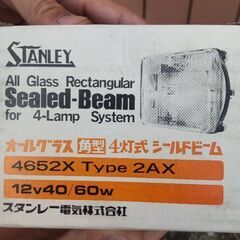 STANLEY
All Glass Rectangular
Sealed-Beam
for 4-Lamp System
オールグラス 角型 4灯式 シールドビーム
4652X Type 2AX
12v40/60w
スタンレー電気株式会社